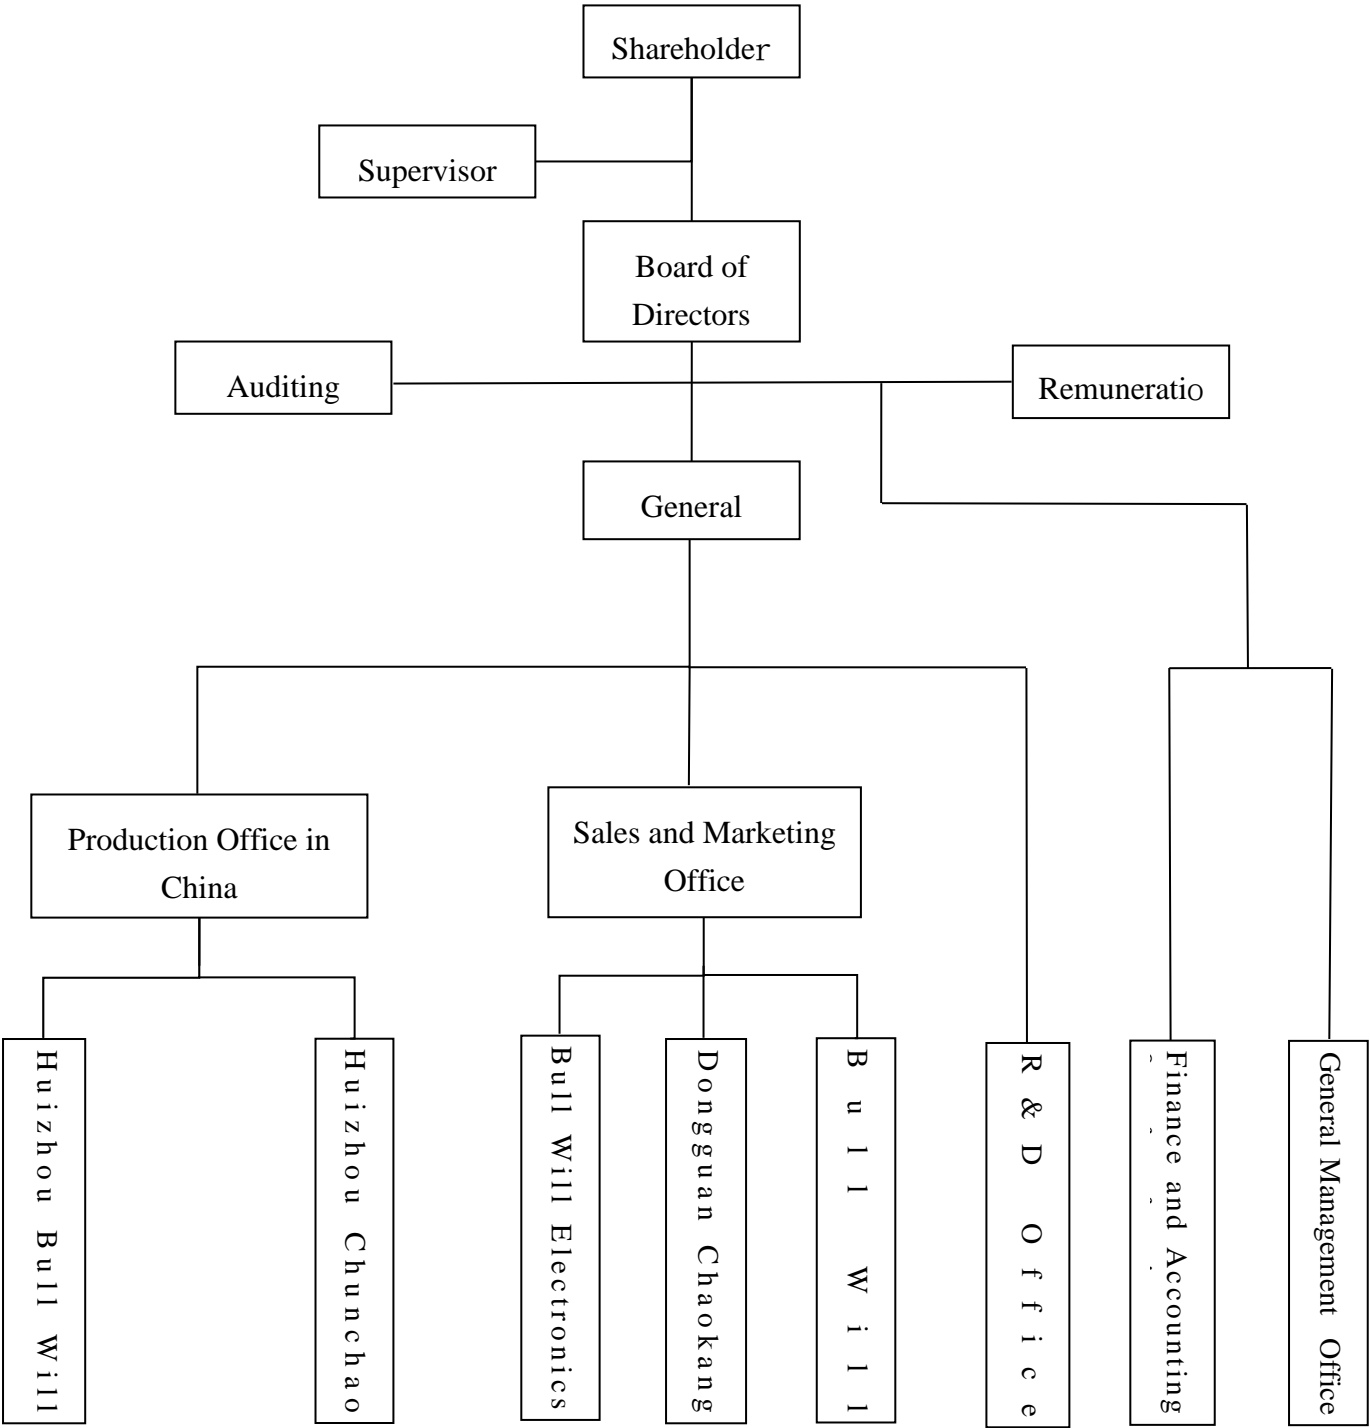 Shareholder
Supervisor
Board of
Directors
Auditing
Remuneratio
General
Production Office in
China
Sales and Marketing
Office
Huizhou Bull Will
Huizhou Chunchao
Bull Will Electronics
Dongguan Chaokang
Bull Will
R&D Office
Finance and Accounting
General Management Office